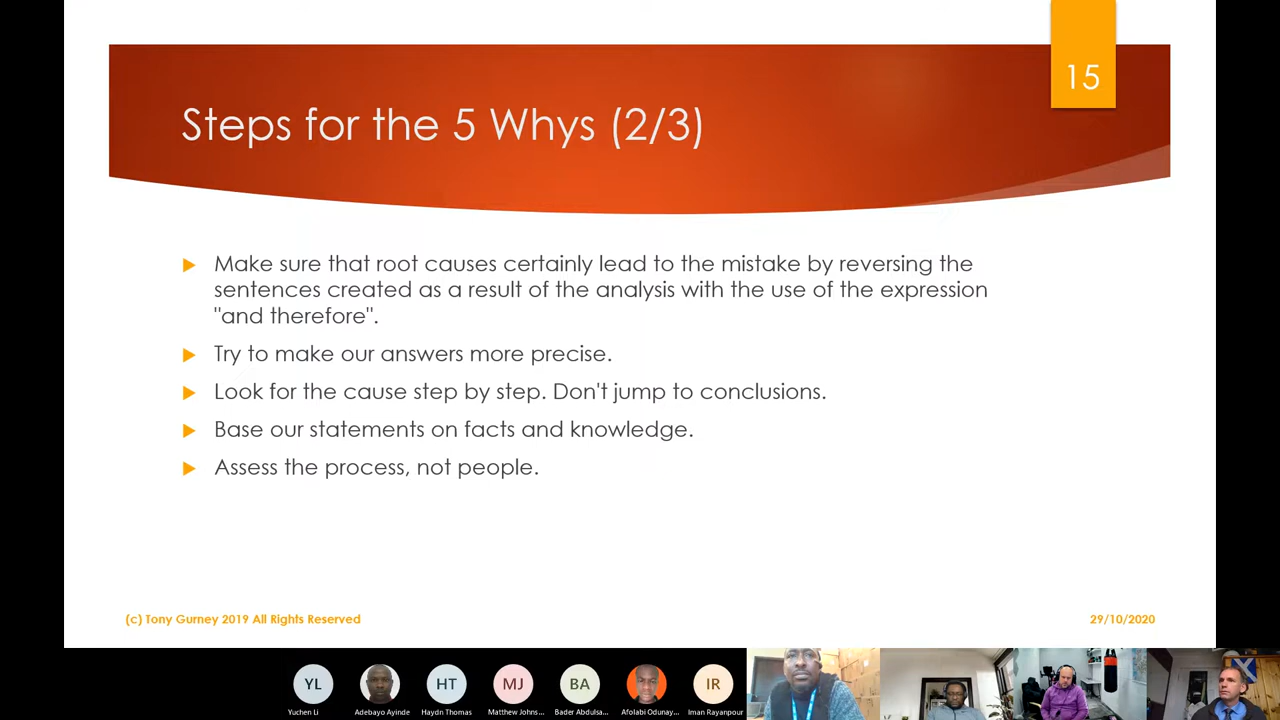 15
Steps for the 5 Whys (2/3)
Make sure that root causes certainly lead to the mistake by reversing the
sentences created as a result of the analysis with the use of the expression
"and therefore".
Try to make our answers more precise.
Look for the cause step by step. Don't jump to conclusions.
Base our statements on facts and knowledge.
Assess the process, not people.
(c) Tony Gurney 2019 All Rights Reserved
29/10/2020
YL
HT
MJ
BA
IR
Yuchen Li
Adebayo Ayinde
Haydn Thomas
Matthew Johns...
Bader Abdulsa...
Afolabi Odunay...
Iman Rayanpour